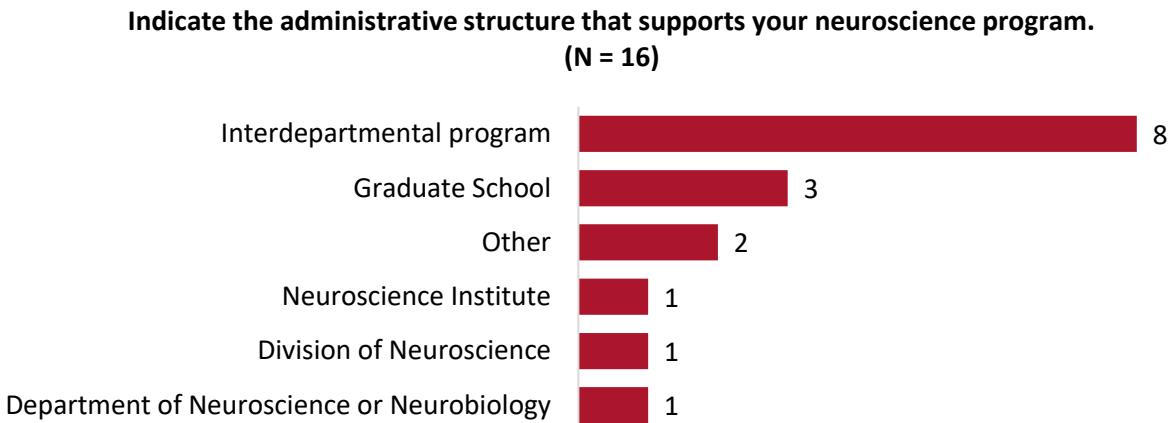 Indicate the administrative structure that supports your neuroscience program.
(N = 16)
Interdepartmental program 8
Graduate School 3
Other 2
Neuroscience Institute 1
Division of Neuroscience 1
Department of Neuroscience or Neurobiology 1